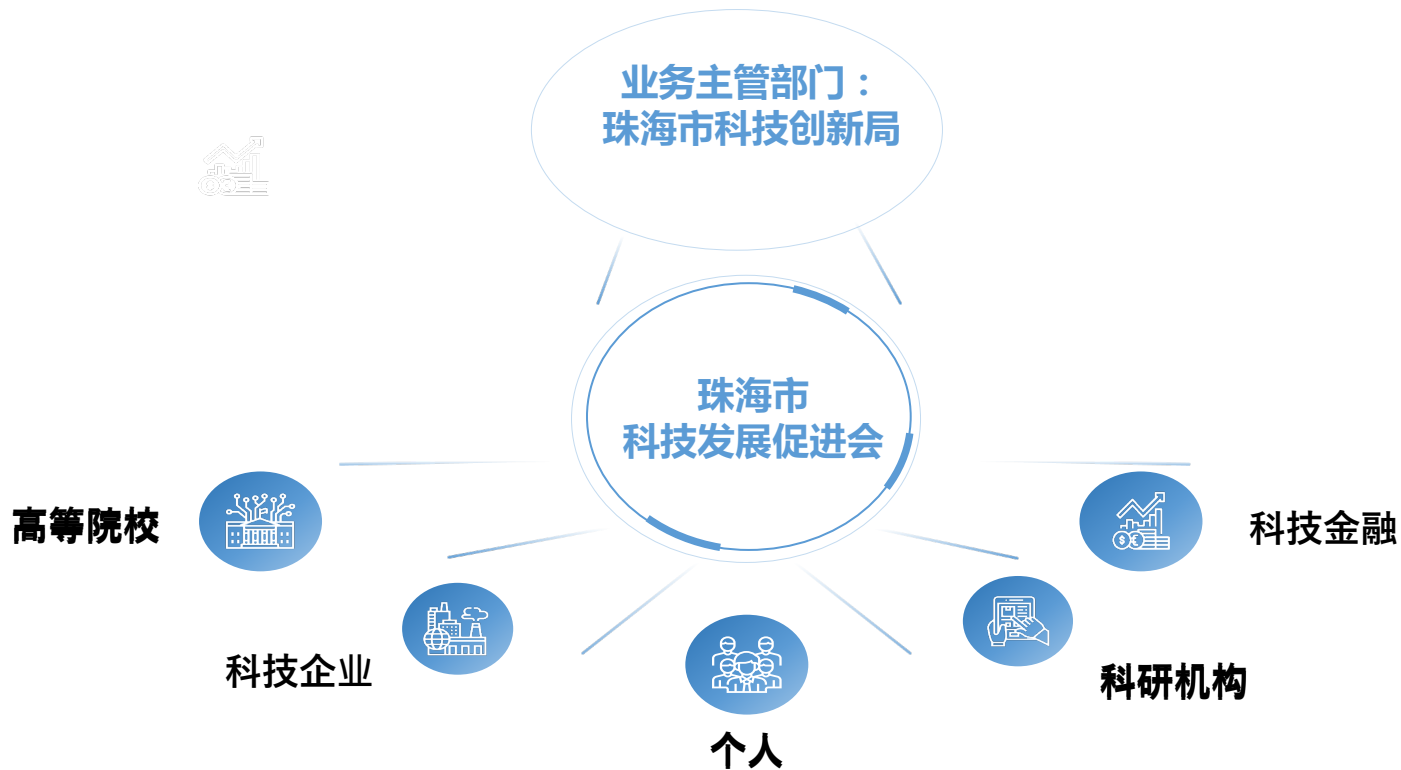 业务主管部门：
珠海市科技创新局
珠海市
科技发展促进会
高等院校
科技企业
个人
科研机构
科技金融